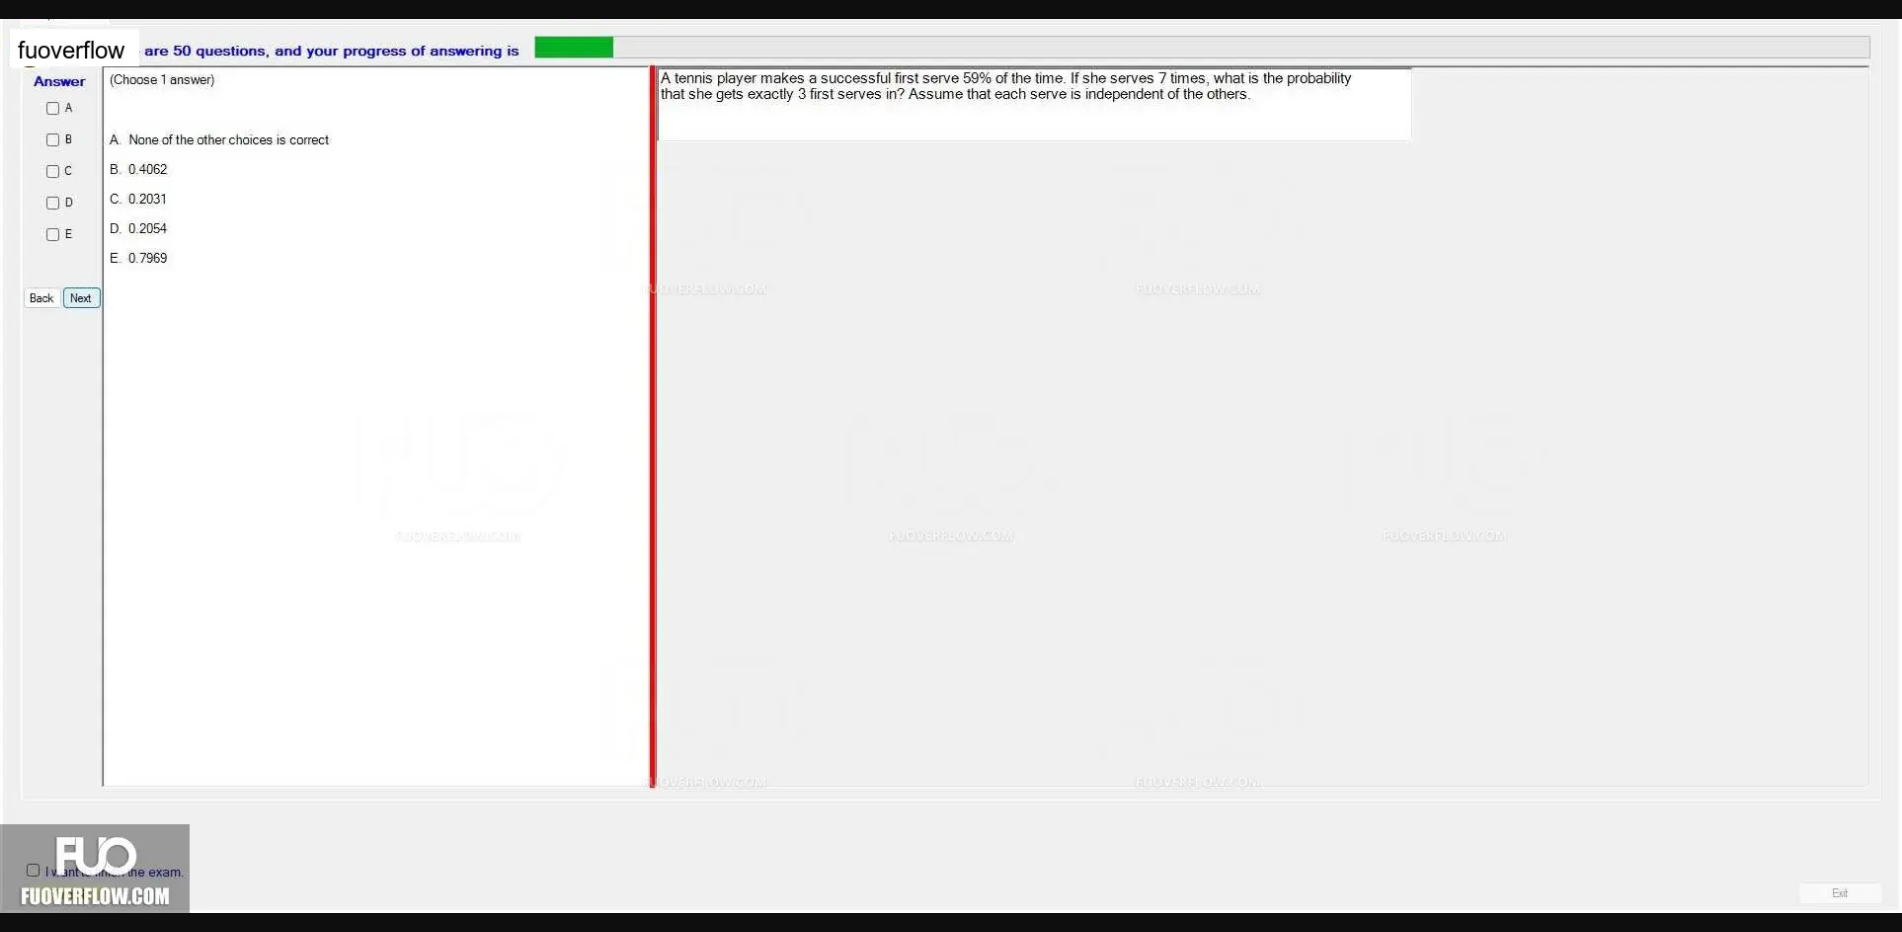 fuoverflow are 50 questions, and your progress of answering is
Answer
(Choose 1 answer)
A tennis player makes a successful first serve 59% of the time. If she serves 7 times, what is the probability
that she gets exactly 3 first serves in? Assume that each serve is independent of the others.
A
B
C
D
E
A. None of the other choices is correct
B. 0.4062
C. 0.2031
D. 0.2054
E. 0.7969
Back Next
FUOVERFLOW.COM FUOVERFLOW.COM
FUOVERFLOW.COM FUOVERFLOW.COM FUOVERFLOW.COM
FUOVERFLOW.COM FUOVERFLOW.COM
FUO
I want to finish the exam.
FUOVERFLOW.COM
Exit